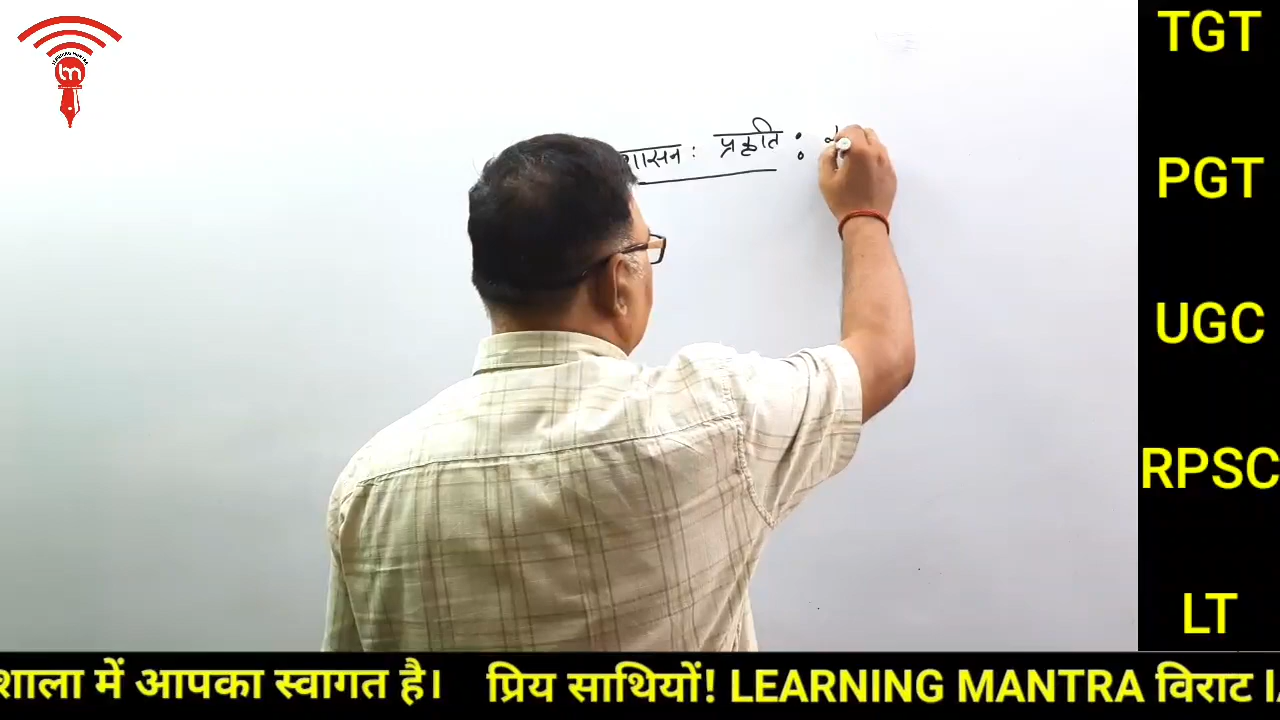 शासन : प्रकृति :
TGT
PGT
UGC
RPSC
LT
शाला में आपका स्वागत है। प्रिय साथियों! LEARNING MANTRA विराट